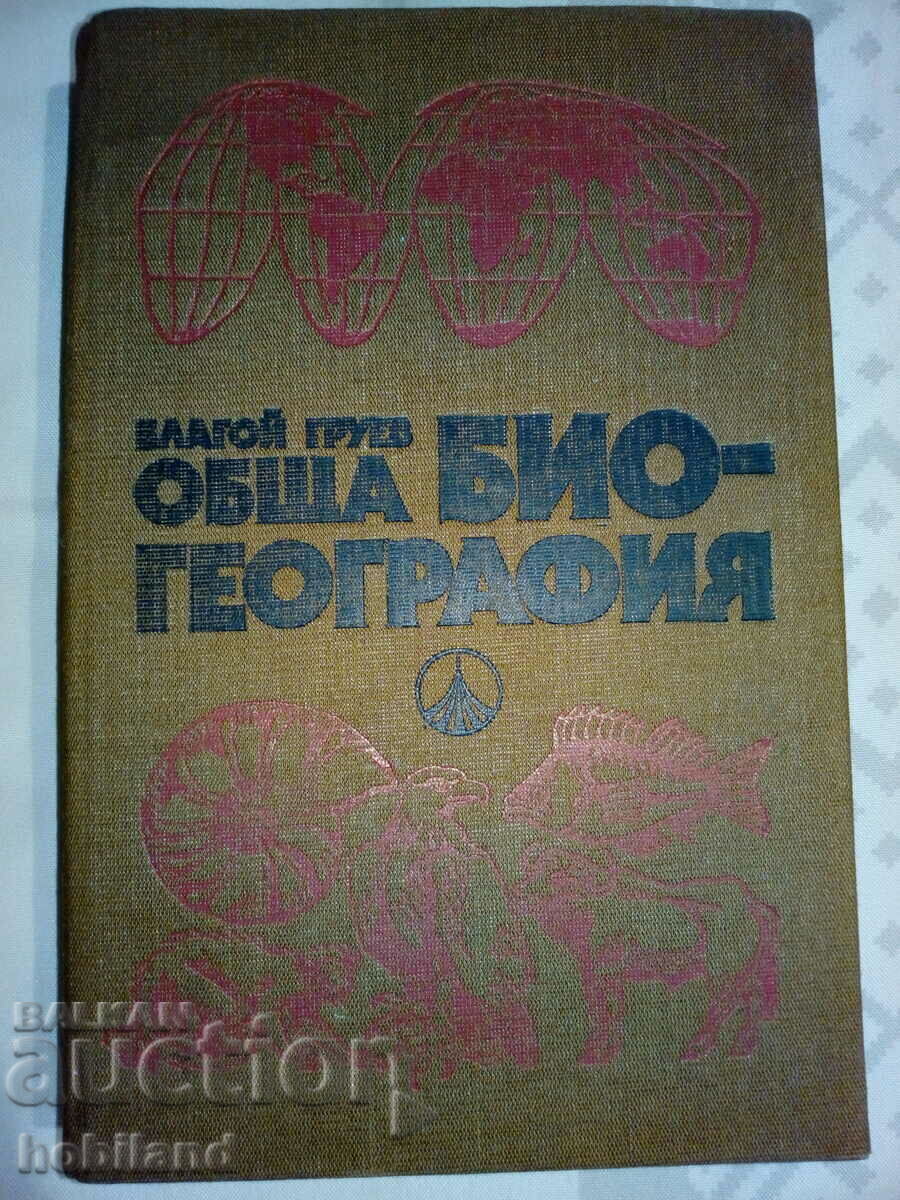 БЛАГОЙ ГРУЕВ
ОБЩА БИО-
ГЕОГРАФИЯ
BALKAN
auction
hobiland